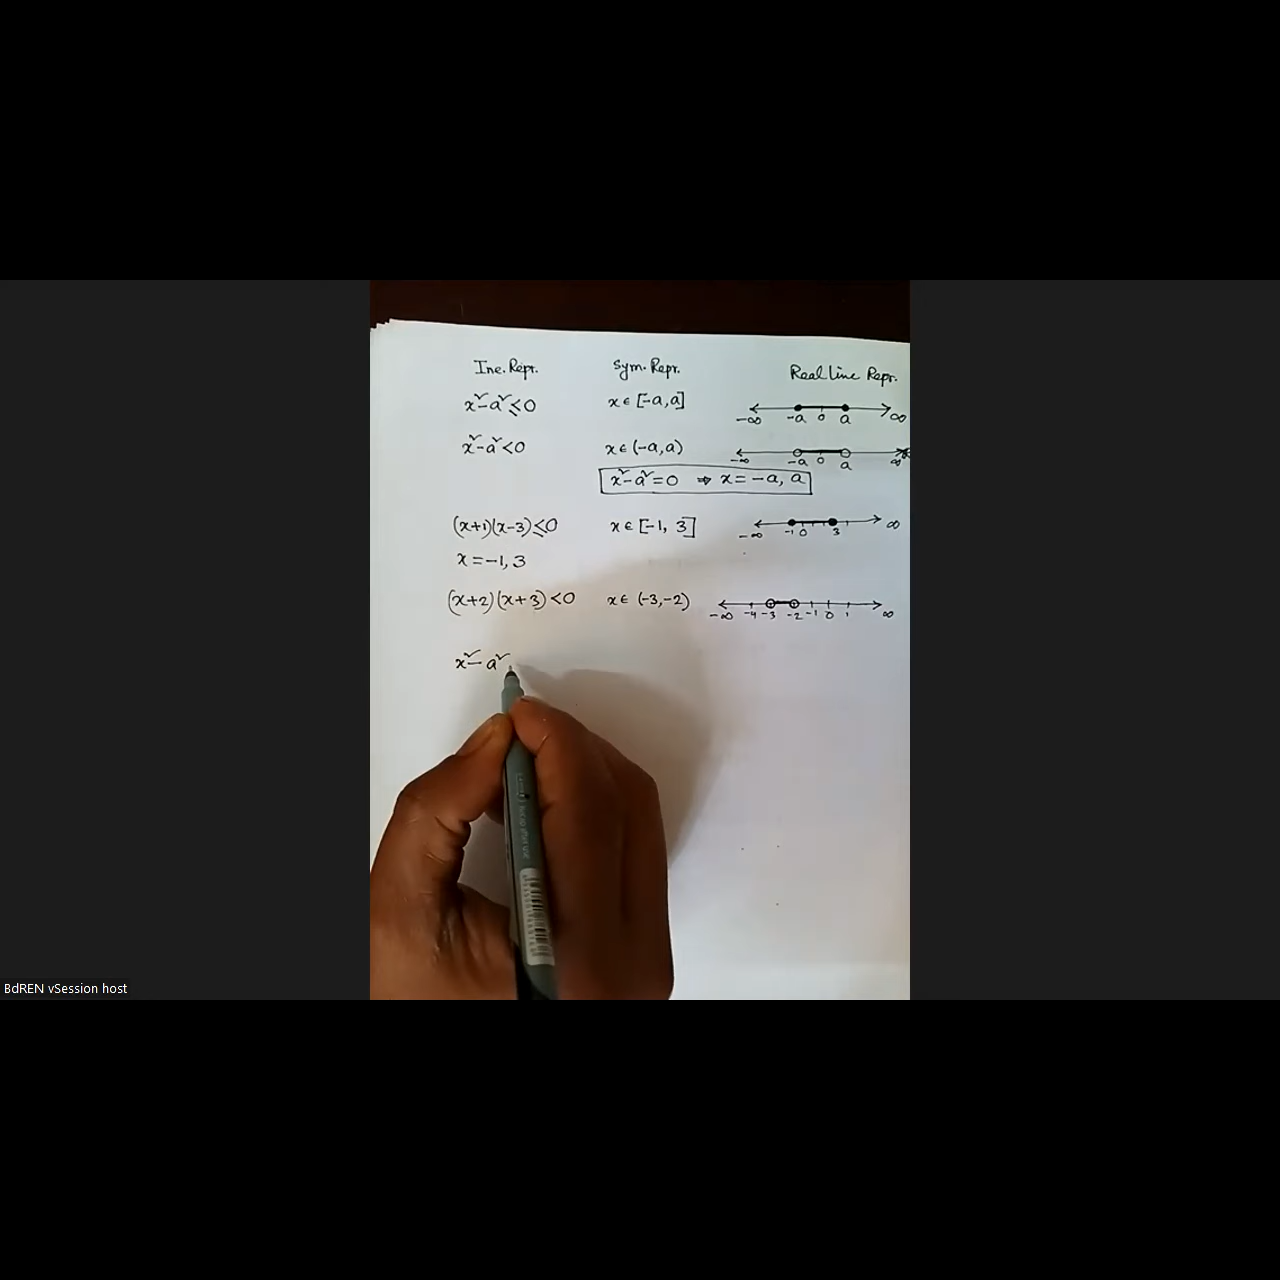 Ine. Repr. Sym. Repr. Real Line Repr.
x²-a²≤0 x ∈ [-a, a] -∞ -a 0 a ∞
x²-a²<0 x ∈ (-a, a) -∞ -a 0 a ∞
x²-a²=0 ⇒ x = -a, a
(x+1)(x-3)≤0 x ∈ [-1, 3] -∞ -1 0 3 ∞
x = -1, 3
(x+2)(x+3)<0 x ∈ (-3, -2) -∞ -4 -3 -2 -1 0 1 ∞
x²-a²
BdREN vSession host